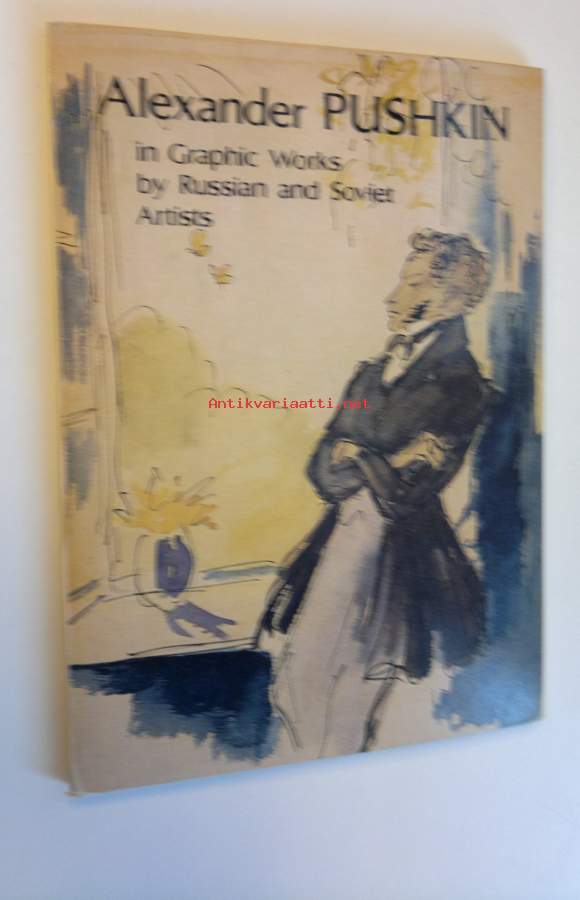 Alexander PUSHKIN
in Graphic Works
by Russian and Soviet
Artists
Antikvariaatti.net